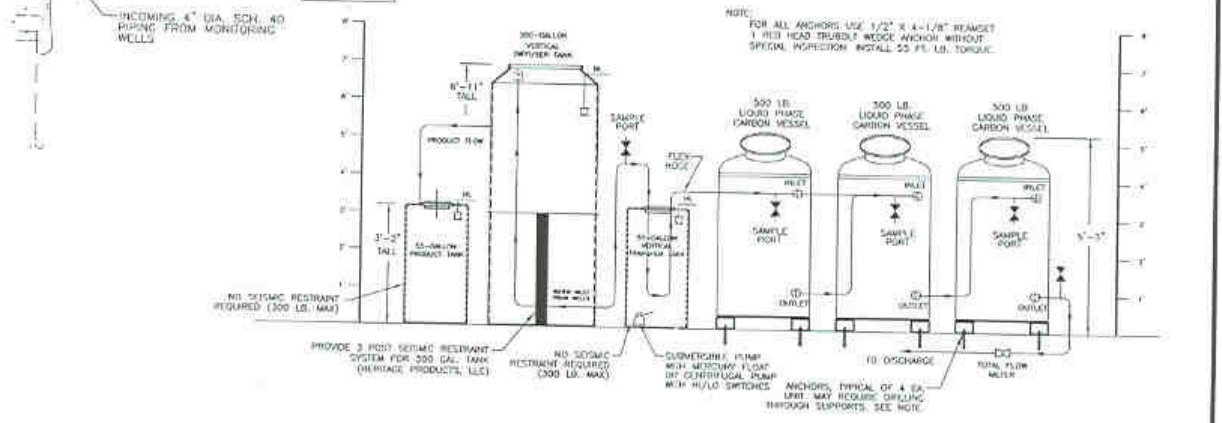 INCOMING 4" DIA. SCH. 40
PIPING FROM MONITORING
WELLS
NOTE:
FOR ALL ANCHORS USE 1/2" X 4-1/8" REAMSET
RED HEAD TRUBOLT WEDGE ANCHOR WITHOUT
SPECIAL INSPECTION INSTALL 55 FT. LB. TORQUE.
300-GALLON
VERTICAL
DIFFUSER TANK
HL
6'-11"
TALL
PRODUCT FLOW
SAMPLE
PORT
FLEX
HOSE
HL
HL
500 LB.
LIQUID PHASE
CARBON VESSEL
500 LB.
LIQUID PHASE
CARBON VESSEL
500 LB.
LIQUID PHASE
CARBON VESSEL
INLET
INLET
INLET
SAMPLE
PORT
SAMPLE
PORT
SAMPLE
PORT
3'-2"
TALL
55-GALLON
PRODUCT TANK
VERTICAL
TRANSFER TANK
WATER INLET
FROM WELLS
5'-3"
OUTLET
OUTLET
OUTLET
NO SEISMIC RESTRAINT
REQUIRED (300 LB. MAX)
PROVIDE 3 POST SEISMIC RESTRAINT
SYSTEM FOR 300 GAL. TANK
(HERITAGE PRODUCTS, LLC)
NO SEISMIC
RESTRAINT REQUIRED
(300 LB. MAX)
SUBMERSIBLE PUMP
WITH MERCURY FLOAT
OR CENTRIFUGAL PUMP
WITH HI/LO SWITCHES
ANCHORS, TYPICAL OF 4 EA.
UNIT. MAY REQUIRE DRILLING
THROUGH SUPPORTS. SEE NOTE.
TO DISCHARGE
TOTAL FLOW
METER